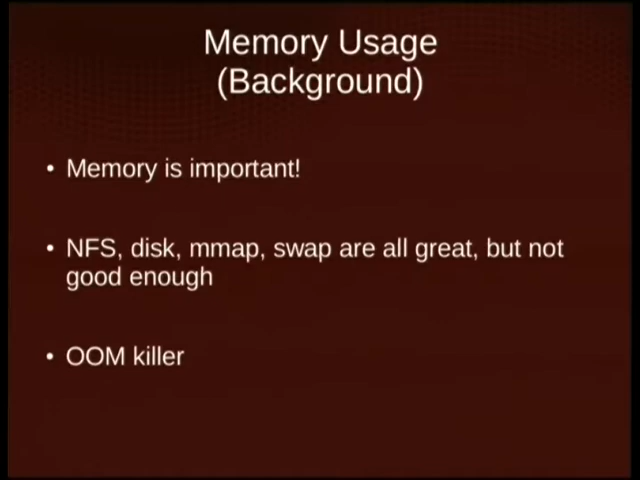 Memory Usage
(Background)
• Memory is important!
• NFS, disk, mmap, swap are all great, but not
good enough
• OOM killer